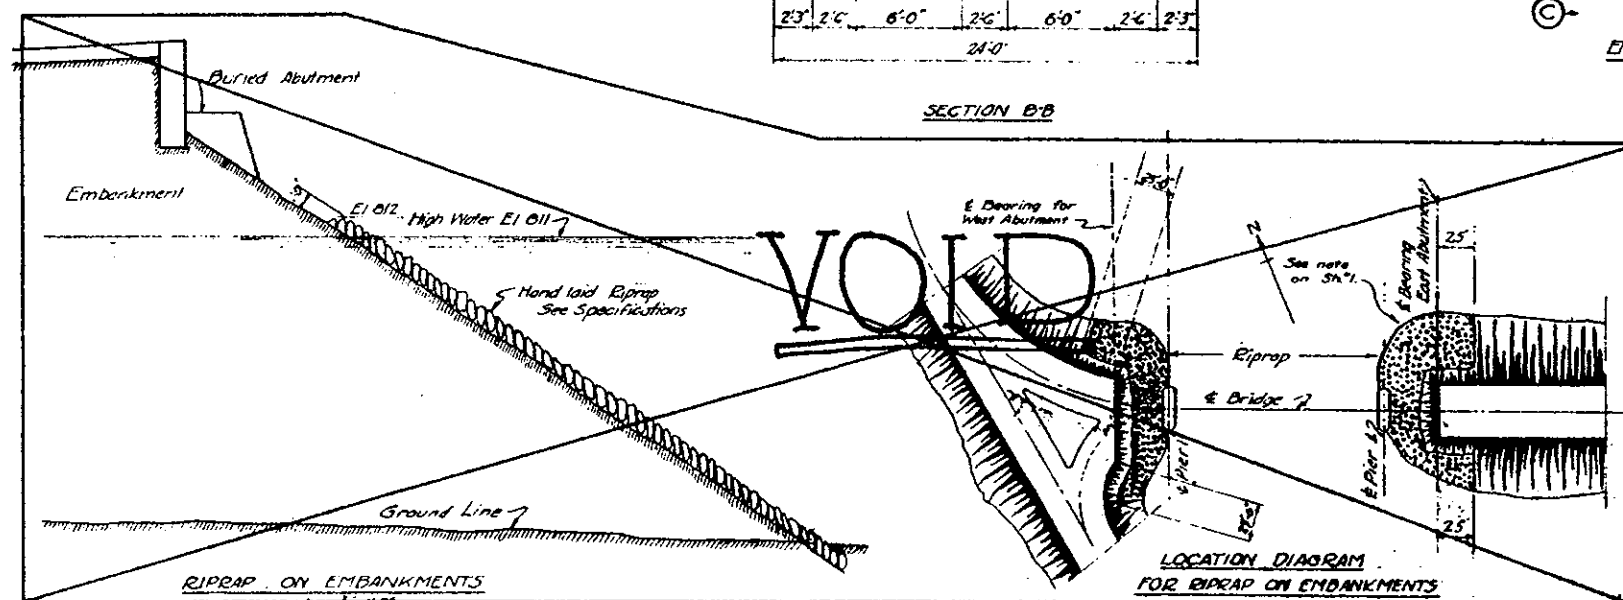 2'3" 2'6" 6'-0" 2'6" 6'-0" 2'6" 2'3"
24'-0"
C
SECTION B-B
Buried Abutment
Embankment
El 812
High Water El 811
Hand laid Riprap
See Specifications
Ground Line
RIPRAP ON EMBANKMENTS
VOID
℄ Bearing for
West Abutment
See note
on Sh.#1.
℄ Bearing
East Abutment
25'
Riprap
℄ Bridge
℄ Pier
℄ Pier #2
25'
LOCATION DIAGRAM
FOR RIPRAP ON EMBANKMENTS